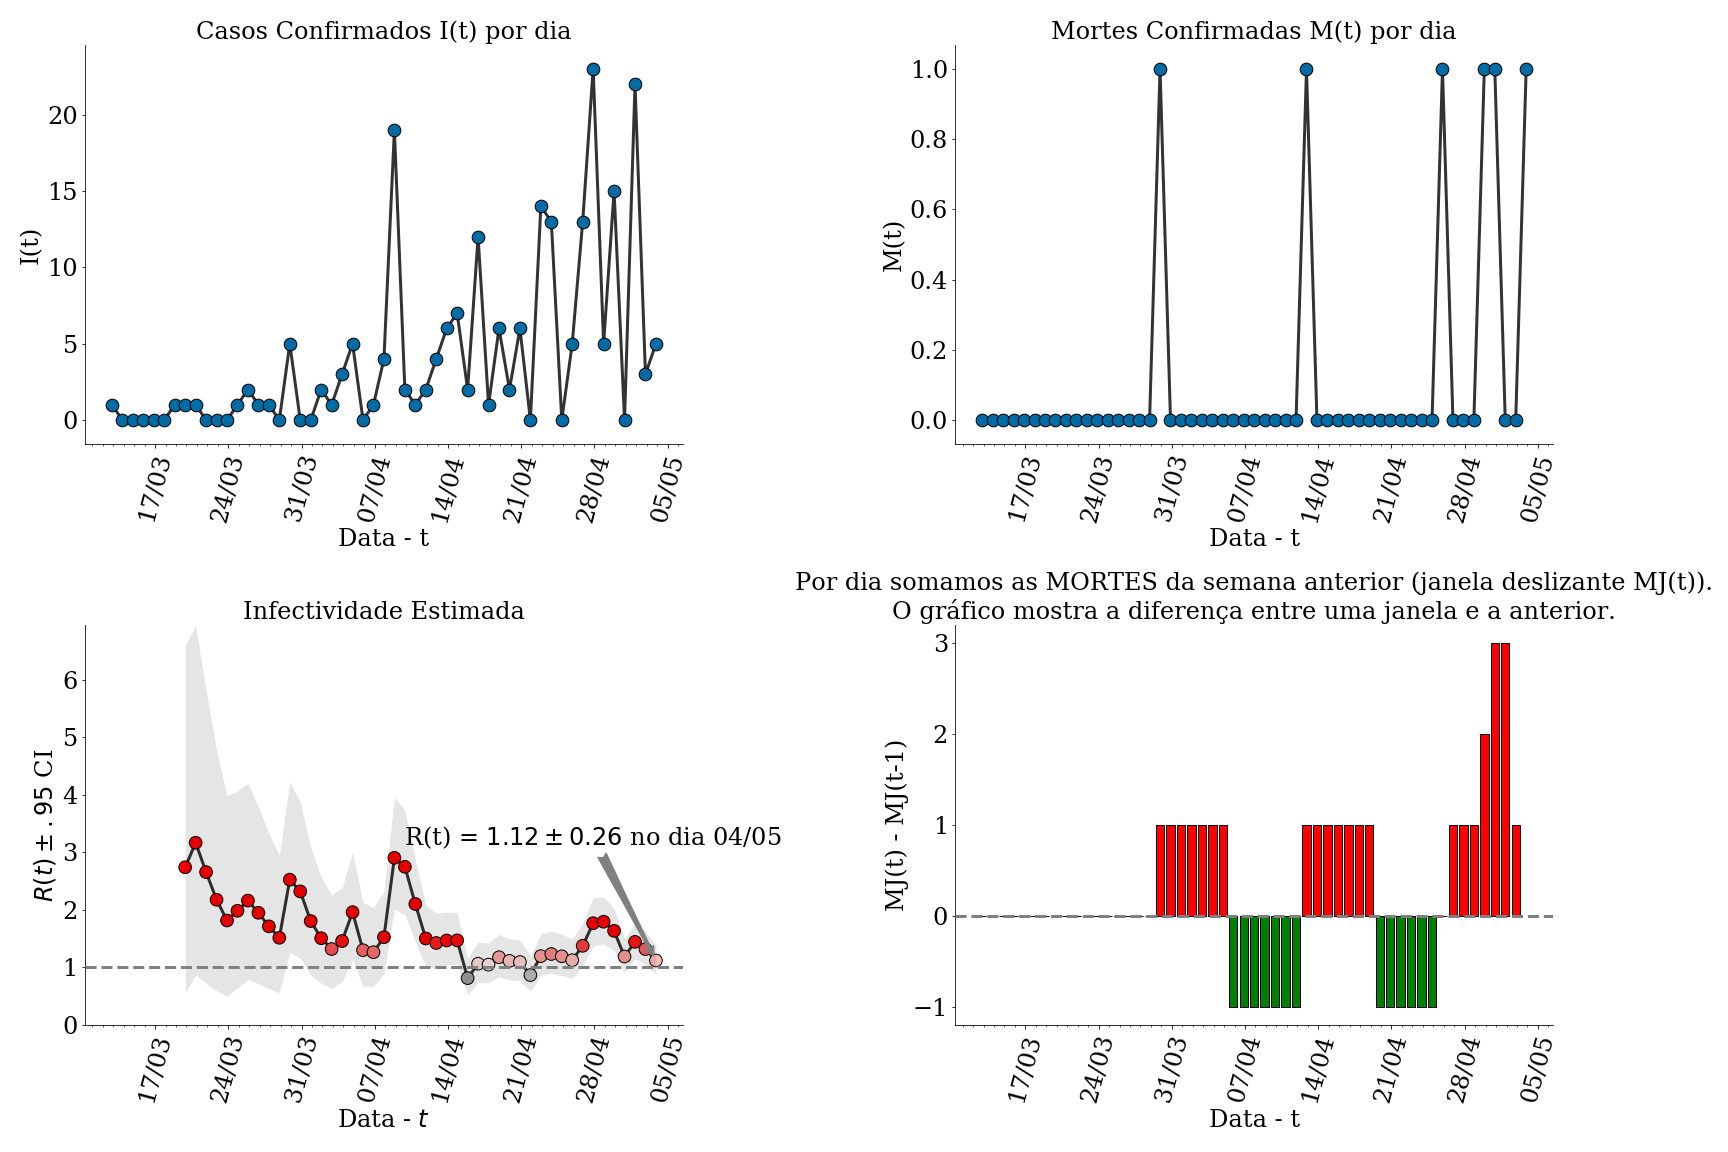 Casos Confirmados I(t) por dia
I(t)
20
15
10
5
0
17/03 24/03 31/03 07/04 14/04 21/04 28/04 05/05
Data - t
Mortes Confirmadas M(t) por dia
M(t)
1.0
0.8
0.6
0.4
0.2
0.0
17/03 24/03 31/03 07/04 14/04 21/04 28/04 05/05
Data - t
Infectividade Estimada
R(t) ± .95 CI
6
5
4
3
2
1
0
R(t) = 1.12 ± 0.26 no dia 04/05
17/03 24/03 31/03 07/04 14/04 21/04 28/04 05/05
Data - t
Por dia somamos as MORTES da semana anterior (janela deslizante MJ(t)).
O gráfico mostra a diferença entre uma janela e a anterior.
MJ(t) - MJ(t-1)
3
2
1
0
−1
17/03 24/03 31/03 07/04 14/04 21/04 28/04 05/05
Data - t